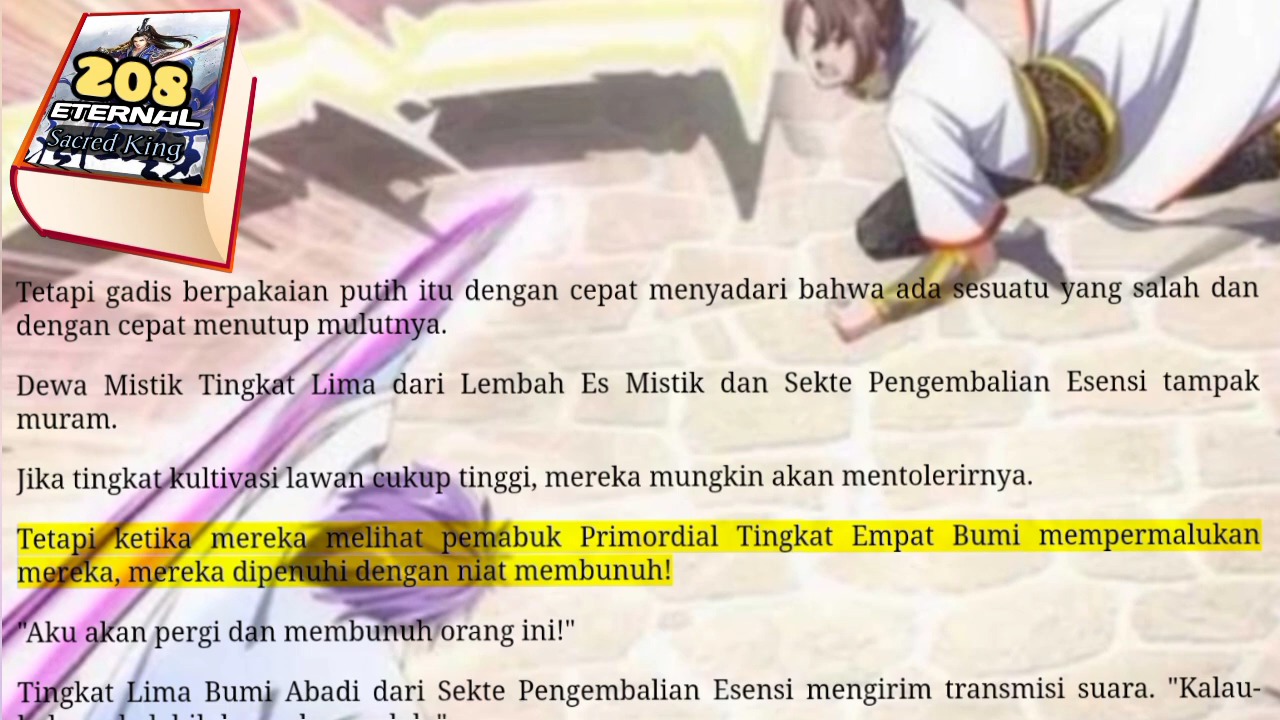 208
ETERNAL
Sacred King
Tetapi gadis berpakaian putih itu dengan cepat menyadari bahwa ada sesuatu yang salah dan
dengan cepat menutup mulutnya.
Dewa Mistik Tingkat Lima dari Lembah Es Mistik dan Sekte Pengembalian Esensi tampak
muram.
Jika tingkat kultivasi lawan cukup tinggi, mereka mungkin akan mentolerirnya.
Tetapi ketika mereka melihat pemabuk Primordial Tingkat Empat Bumi mempermalukan
mereka, mereka dipenuhi dengan niat membunuh!
"Aku akan pergi dan membunuh orang ini!"
Tingkat Lima Bumi Abadi dari Sekte Pengembalian Esensi mengirim transmisi suara. "Kalau-